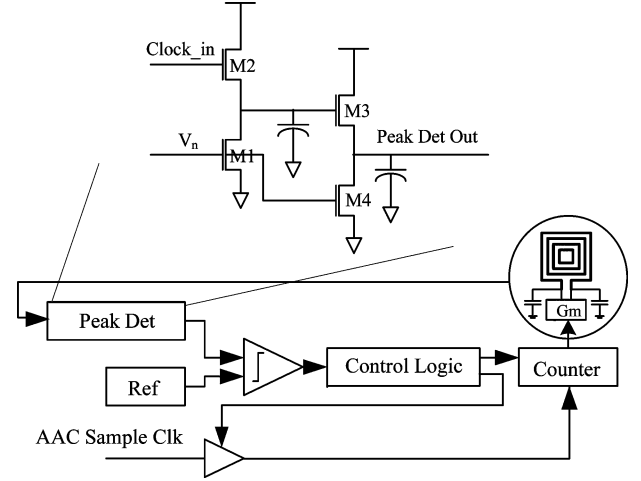 Clock_in
M2
M3
Vn
M1
Peak Det Out
M4
Peak Det
Gm
Ref
Control Logic
Counter
AAC Sample Clk